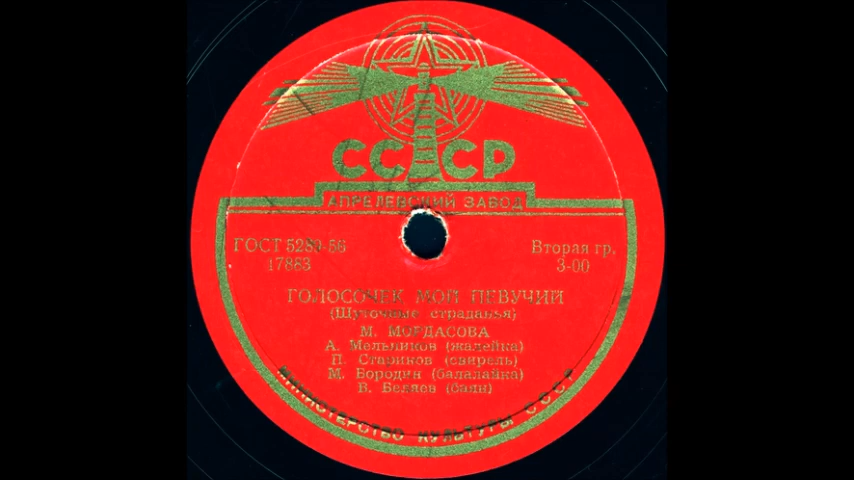 СССР
АПРЕЛЕВСКИЙ ЗАВОД
ГОСТ 5289-56
17883
Вторая гр.
3-00
ГОЛОСОЧЕК МОЙ ПЕВУЧИЙ
(Шуточные страданья)
М. МОРДАСОВА
А. Мельников (жалейка)
П. Стариков (свирель)
М. Бородин (балалайка)
В. Беляев (баян)
МИНИСТЕРСТВО КУЛЬТУРЫ СССР